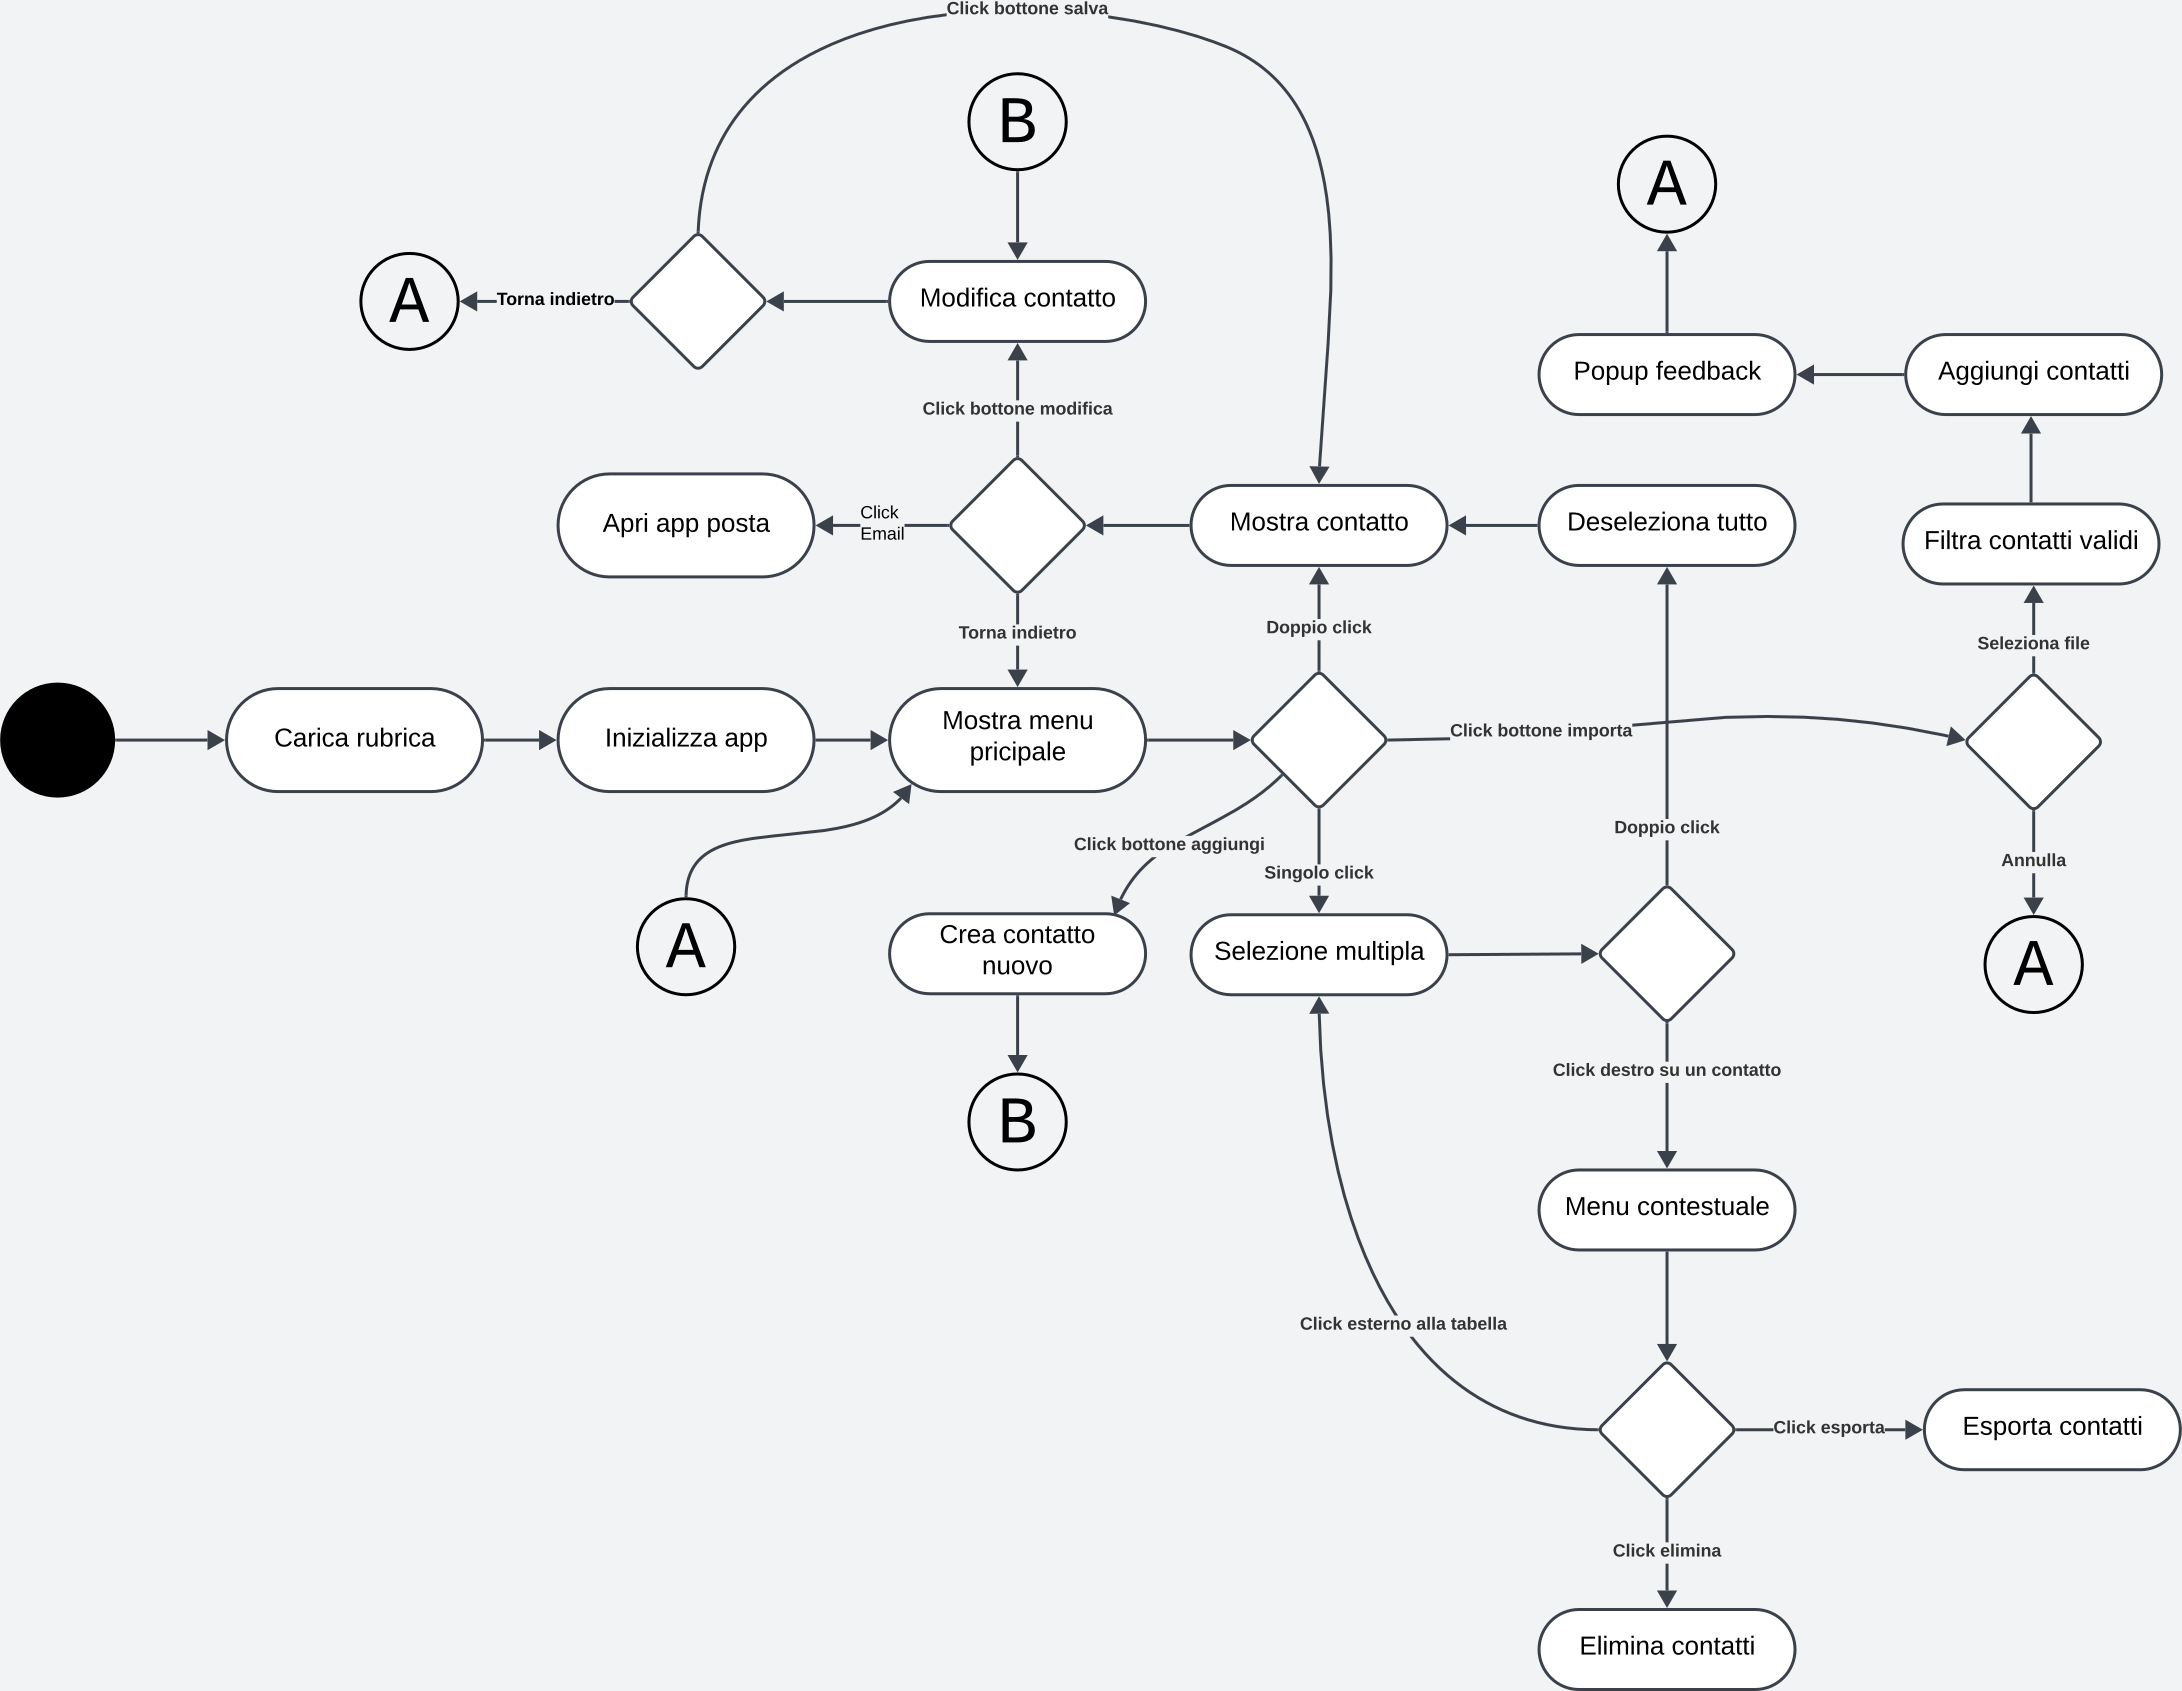 Click bottone salva
B
A
A
Torna indietro
Modifica contatto
Popup feedback
Aggiungi contatti
Click bottone modifica
Apri app posta
Click
Email
Mostra contatto
Deseleziona tutto
Filtra contatti validi
Torna indietro
Doppio click
Seleziona file
Carica rubrica
Inizializza app
Mostra menu
pricipale
Click bottone importa
Doppio click
Click bottone aggiungi
Singolo click
Annulla
A
Crea contatto
nuovo
Selezione multipla
A
Click destro su un contatto
B
Menu contestuale
Click esterno alla tabella
Click esporta
Esporta contatti
Click elimina
Elimina contatti